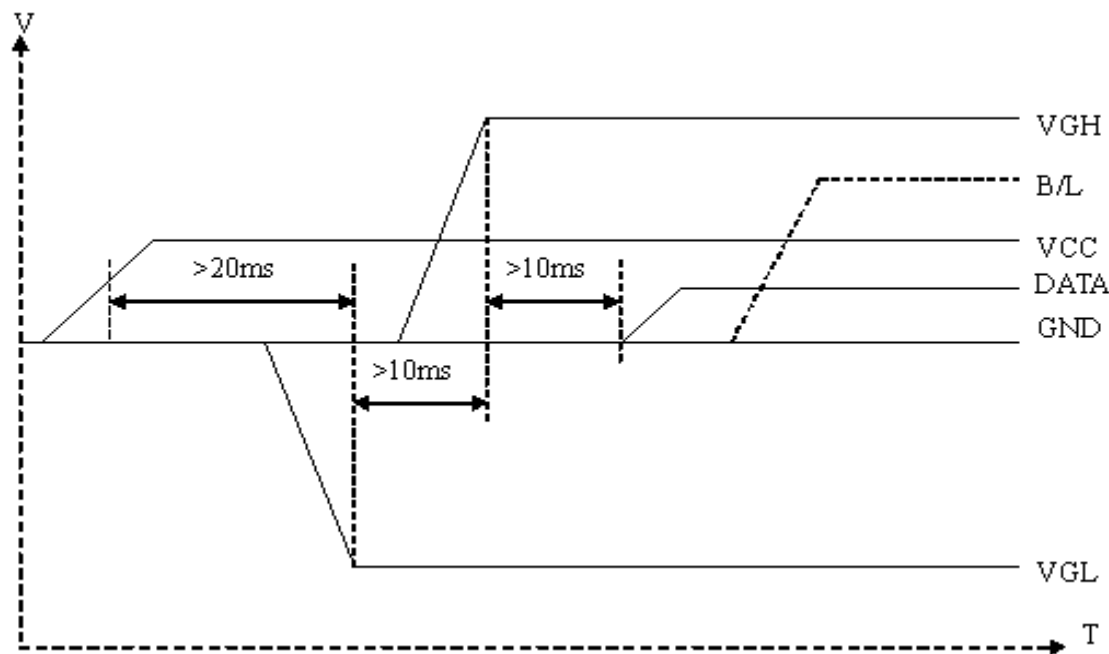 V
VGH
B/L
VCC
>20ms
>10ms
DATA
GND
>10ms
VGL
T